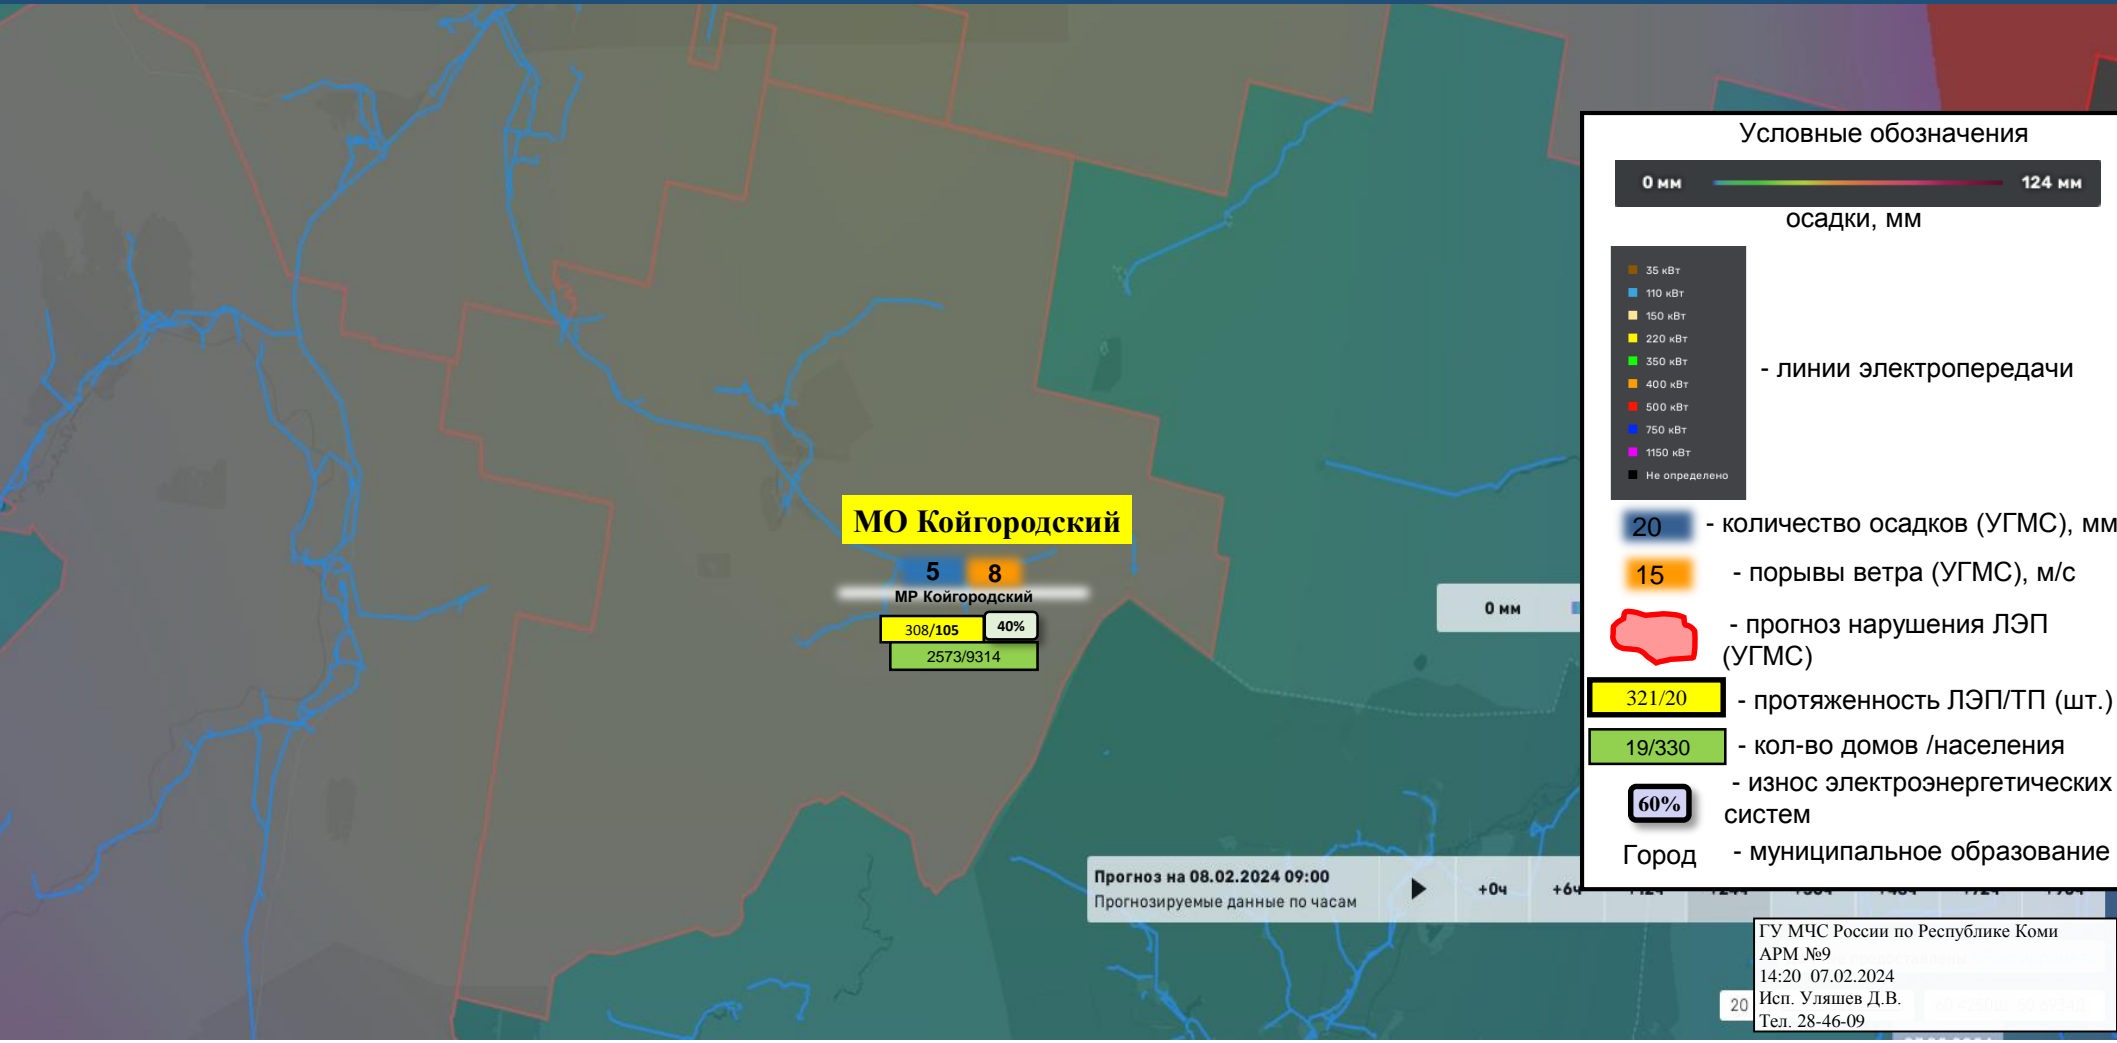 Условные обозначения
0 мм 124 мм
осадки, мм
35 кВт
110 кВт
150 кВт
220 кВт
350 кВт
400 кВт
500 кВт
750 кВт
1150 кВт
Не определено
- линии электропередачи
20 - количество осадков (УГМС), мм
15 - порывы ветра (УГМС), м/с
- прогноз нарушения ЛЭП
(УГМС)
321/20 - протяженность ЛЭП/ТП (шт.)
19/330 - кол-во домов /населения
60% - износ электроэнергетических
систем
Город - муниципальное образование
МО Койгородский
5 8
МР Койгородский
308/105 40%
2573/9314
0 мм
Прогноз на 08.02.2024 09:00
Прогнозируемые данные по часам
+0ч +6ч
ГУ МЧС России по Республике Коми
АРМ №9
14:20 07.02.2024
Исп. Уляшев Д.В.
Тел. 28-46-09
20